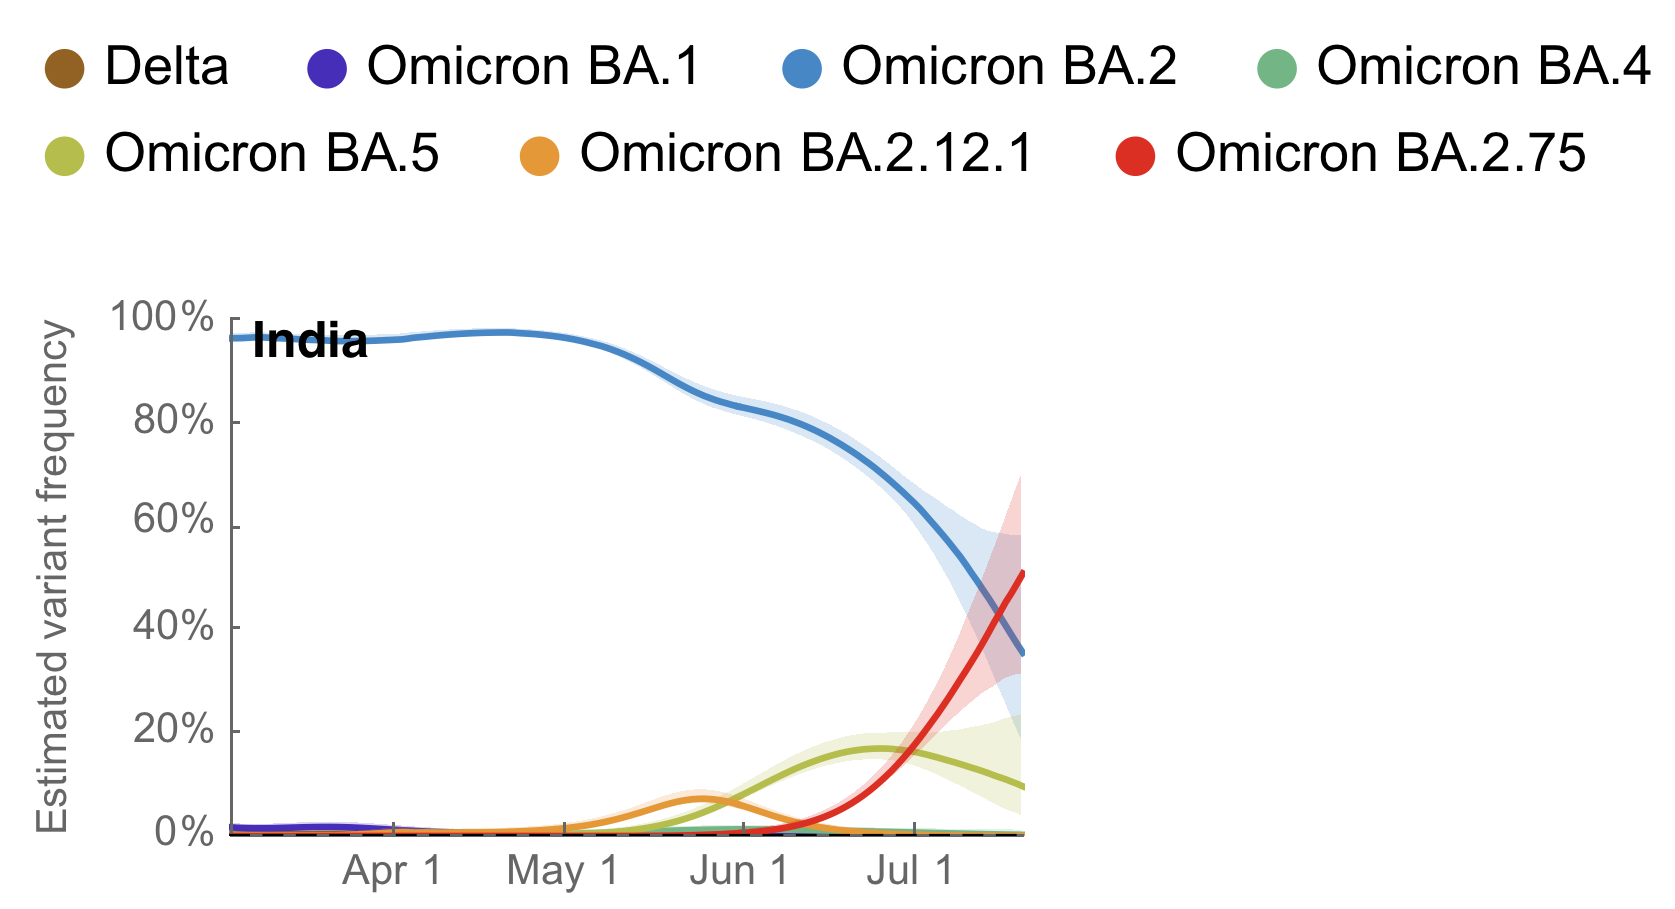 Delta Omicron BA.1 Omicron BA.2 Omicron BA.4
Omicron BA.5 Omicron BA.2.12.1 Omicron BA.2.75
India
Estimated variant frequency
100%
80%
60%
40%
20%
0%
Apr 1 May 1 Jun 1 Jul 1